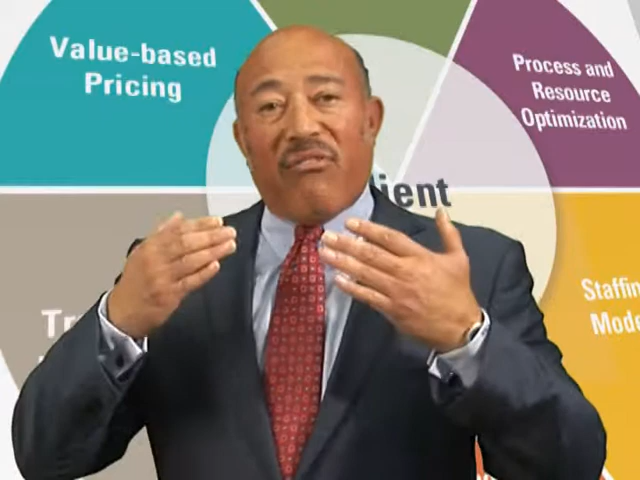 Value-based
Pricing
Process and
Resource
Optimization
ient
Staffin
Mode
Tr